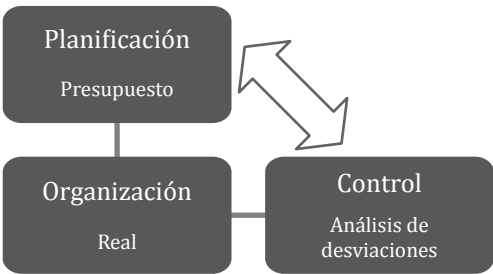 Planificación
Presupuesto
Organización
Real
Control
Análisis de
desviaciones